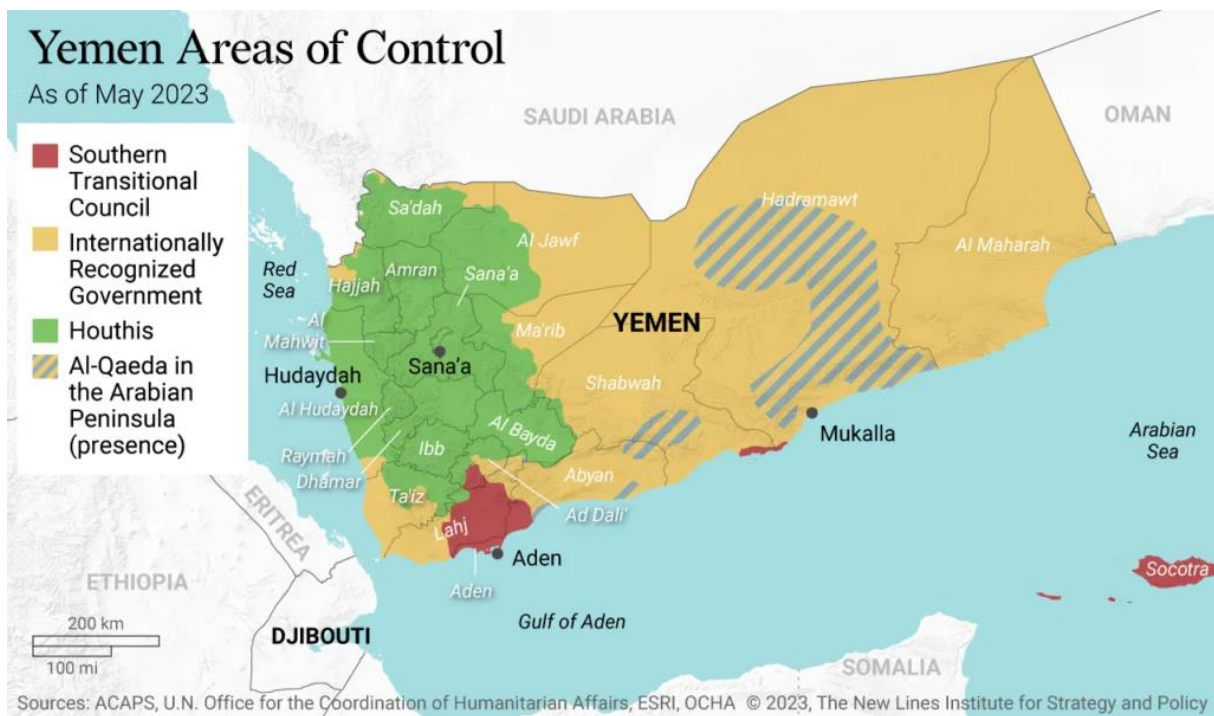 Yemen Areas of Control
As of May 2023
Southern
Transitional
Council
Internationally
Recognized
Government
Houthis
Al-Qaeda in
the Arabian
Peninsula
(presence)
SAUDI ARABIA
OMAN
Red
Sea
Sa'dah
Al Jawf
Hadramawt
Al Maharah
Hajjah
Amran
Sana'a
Al
Mahwit
Ma'rib
YEMEN
Sana'a
Hudaydah
Shabwah
Al Hudaydah
Al Bayda
Mukalla
Arabian
Sea
Raymah
Ibb
Dhamar
Abyan
Ta'iz
Ad Dali'
Lahj
Aden
Aden
Socotra
ERITREA
ETHIOPIA
Gulf of Aden
DJIBOUTI
SOMALIA
200 km
100 mi
Sources: ACAPS, U.N. Office for the Coordination of Humanitarian Affairs, ESRI, OCHA © 2023, The New Lines Institute for Strategy and Policy